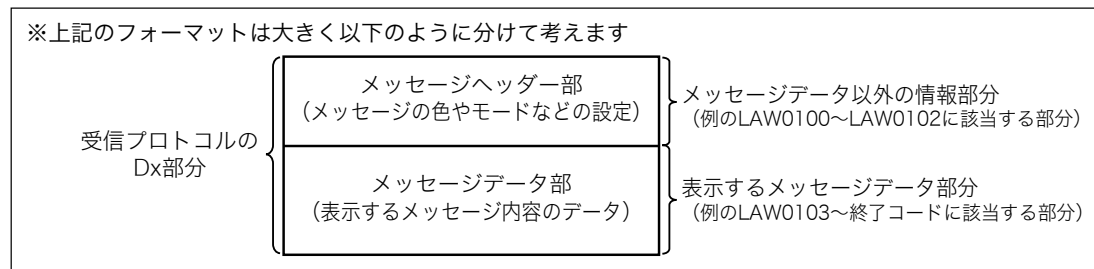 ※上記のフォーマットは大きく以下のように分けて考えます
受信プロトコルの
Dx部分
メッセージヘッダー部
（メッセージの色やモードなどの設定）
メッセージデータ以外の情報部分
（例のLAW0100～LAW0102に該当する部分）
メッセージデータ部
（表示するメッセージ内容のデータ）
表示するメッセージデータ部分
（例のLAW0103～終了コードに該当する部分）